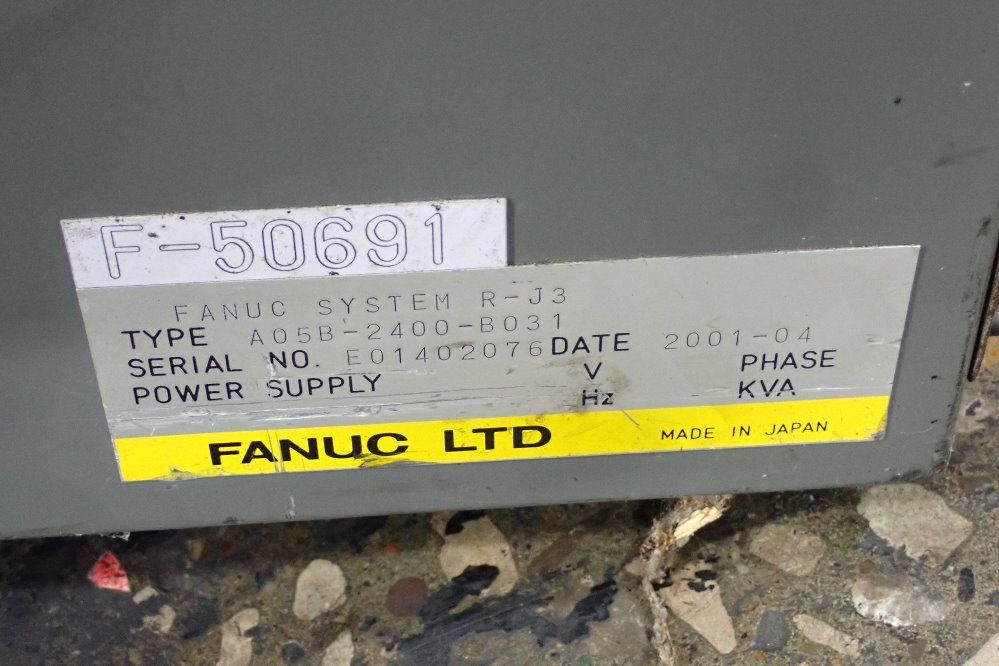 F-50691
FANUC SYSTEM R-J3
TYPE A05B-2400-B031
SERIAL NO. E01402076 DATE 2001-04
POWER SUPPLY V PHASE
Hz KVA
FANUC LTD MADE IN JAPAN